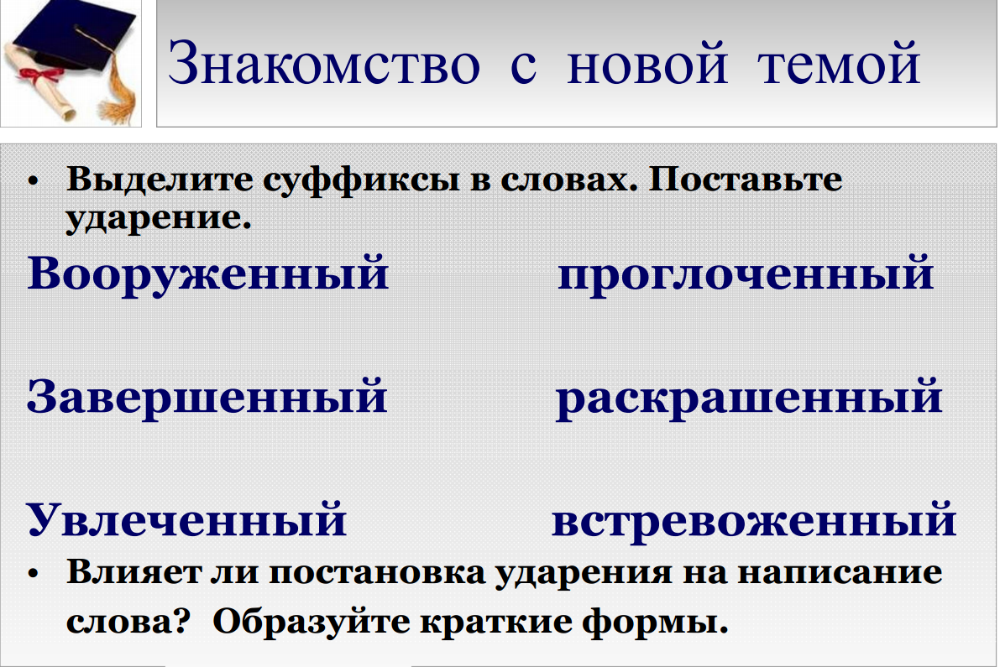 Знакомство с новой темой
• Выделите суффиксы в словах. Поставьте
ударение.
Вооруженный проглоченный
Завершенный раскрашенный
Увлеченный встревоженный
• Влияет ли постановка ударения на написание
слова? Образуйте краткие формы.